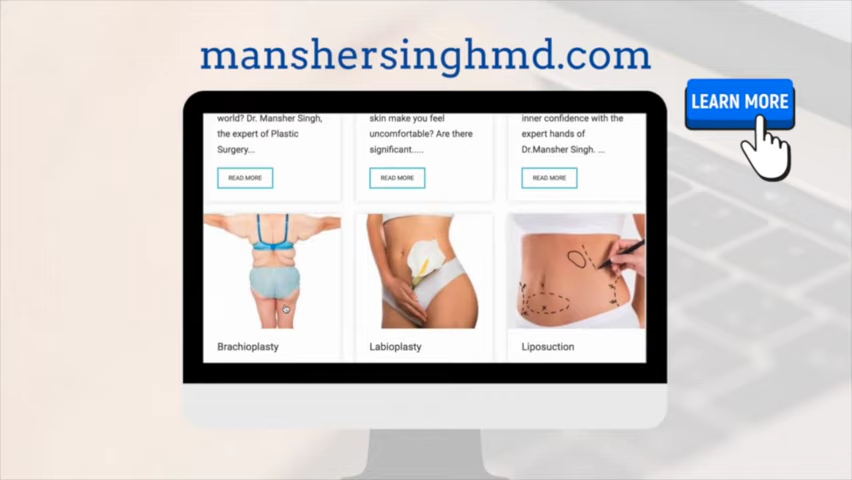 manshersinghmd.com
LEARN MORE
world? Dr. Mansher Singh,
the expert of Plastic
Surgery...
READ MORE
skin make you feel
uncomfortable? Are there
significant.....
READ MORE
inner confidence with the
expert hands of
Dr.Mansher Singh. ...
READ MORE
Brachioplasty
Labioplasty
Liposuction